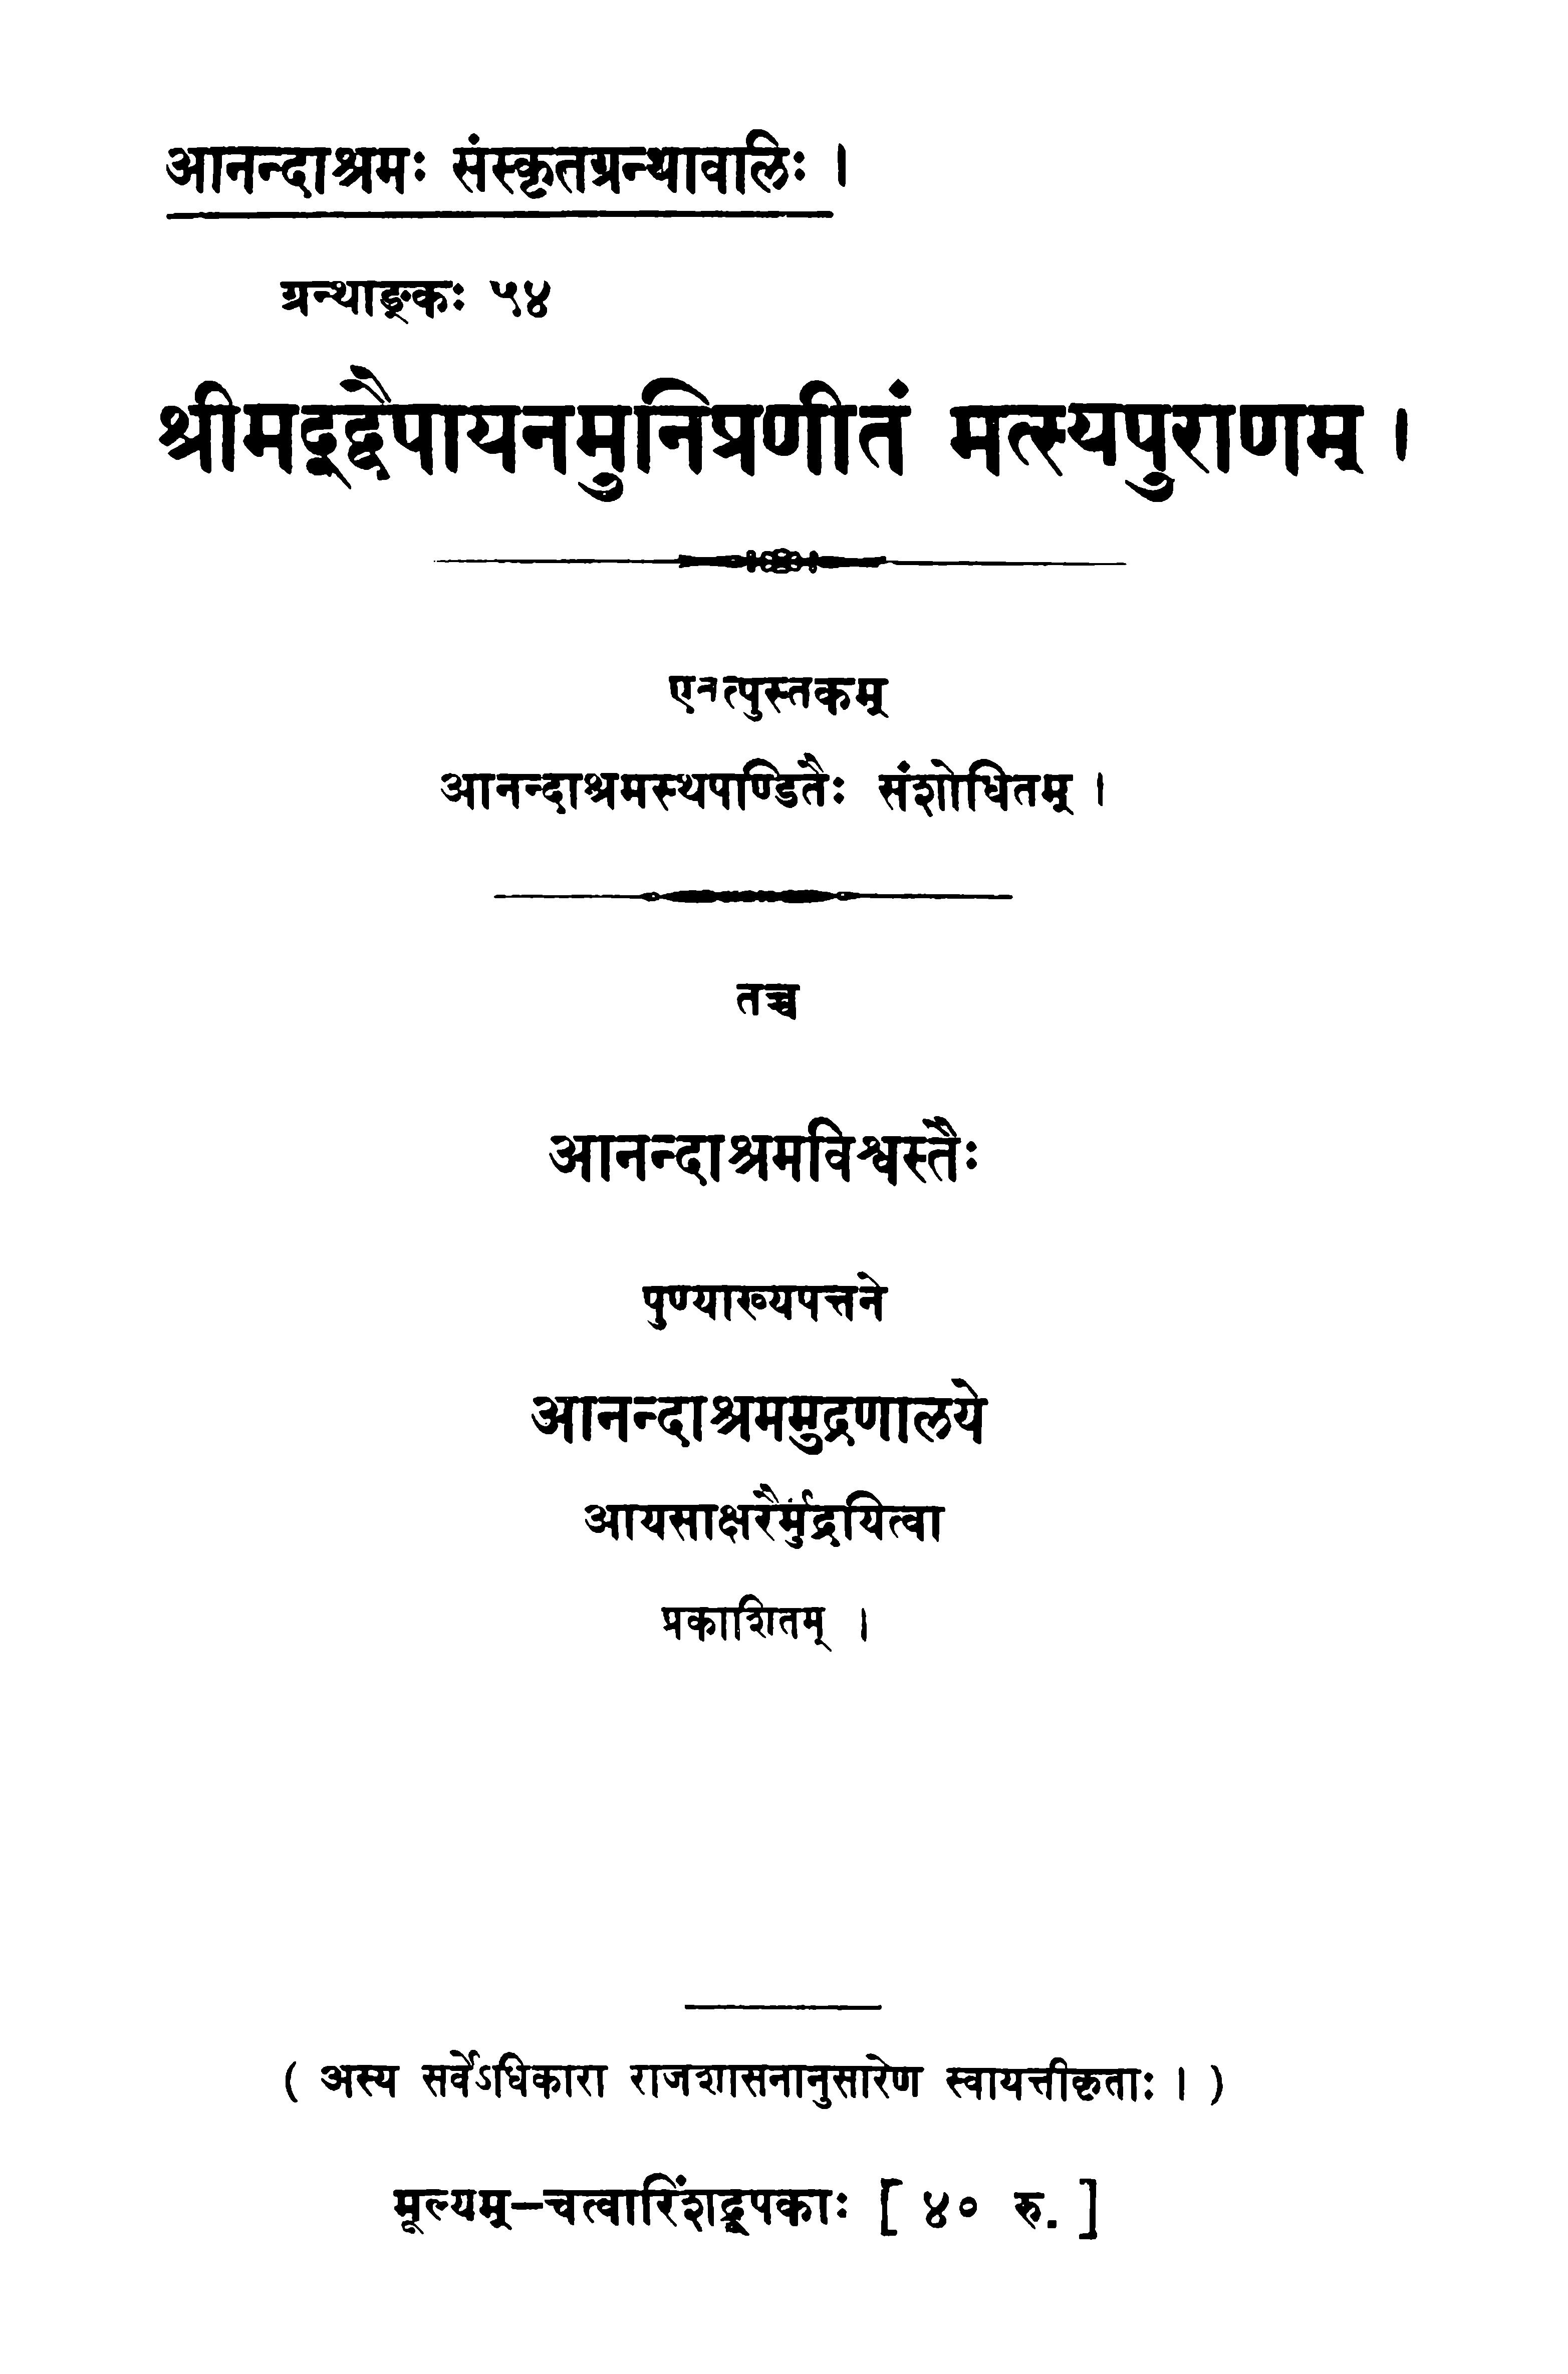 आनन्दाश्रमः संस्कृतग्रन्थावलिः ।
ग्रन्थाङ्कः ५४
श्रीमद्द्वैपायनमुनिप्रणीतं मत्स्यपुराणम् ।
एतत्पुस्तकम्
आनन्दाश्रमस्थपण्डितैः संशोधितम् ।
तच्च
आनन्दाश्रमविश्वस्तैः
पुण्याख्यपत्तने
आनन्दाश्रममुद्रणालये
आयसाक्षरैर्मुद्रयित्वा
प्रकाशितम् ।
( अस्य सर्वेऽधिकारा राजशासनानुसारेण स्वायत्तीकृताः । )
मूल्यम्–चत्वारिंशद्रूपकाः [ ४० रु. ]